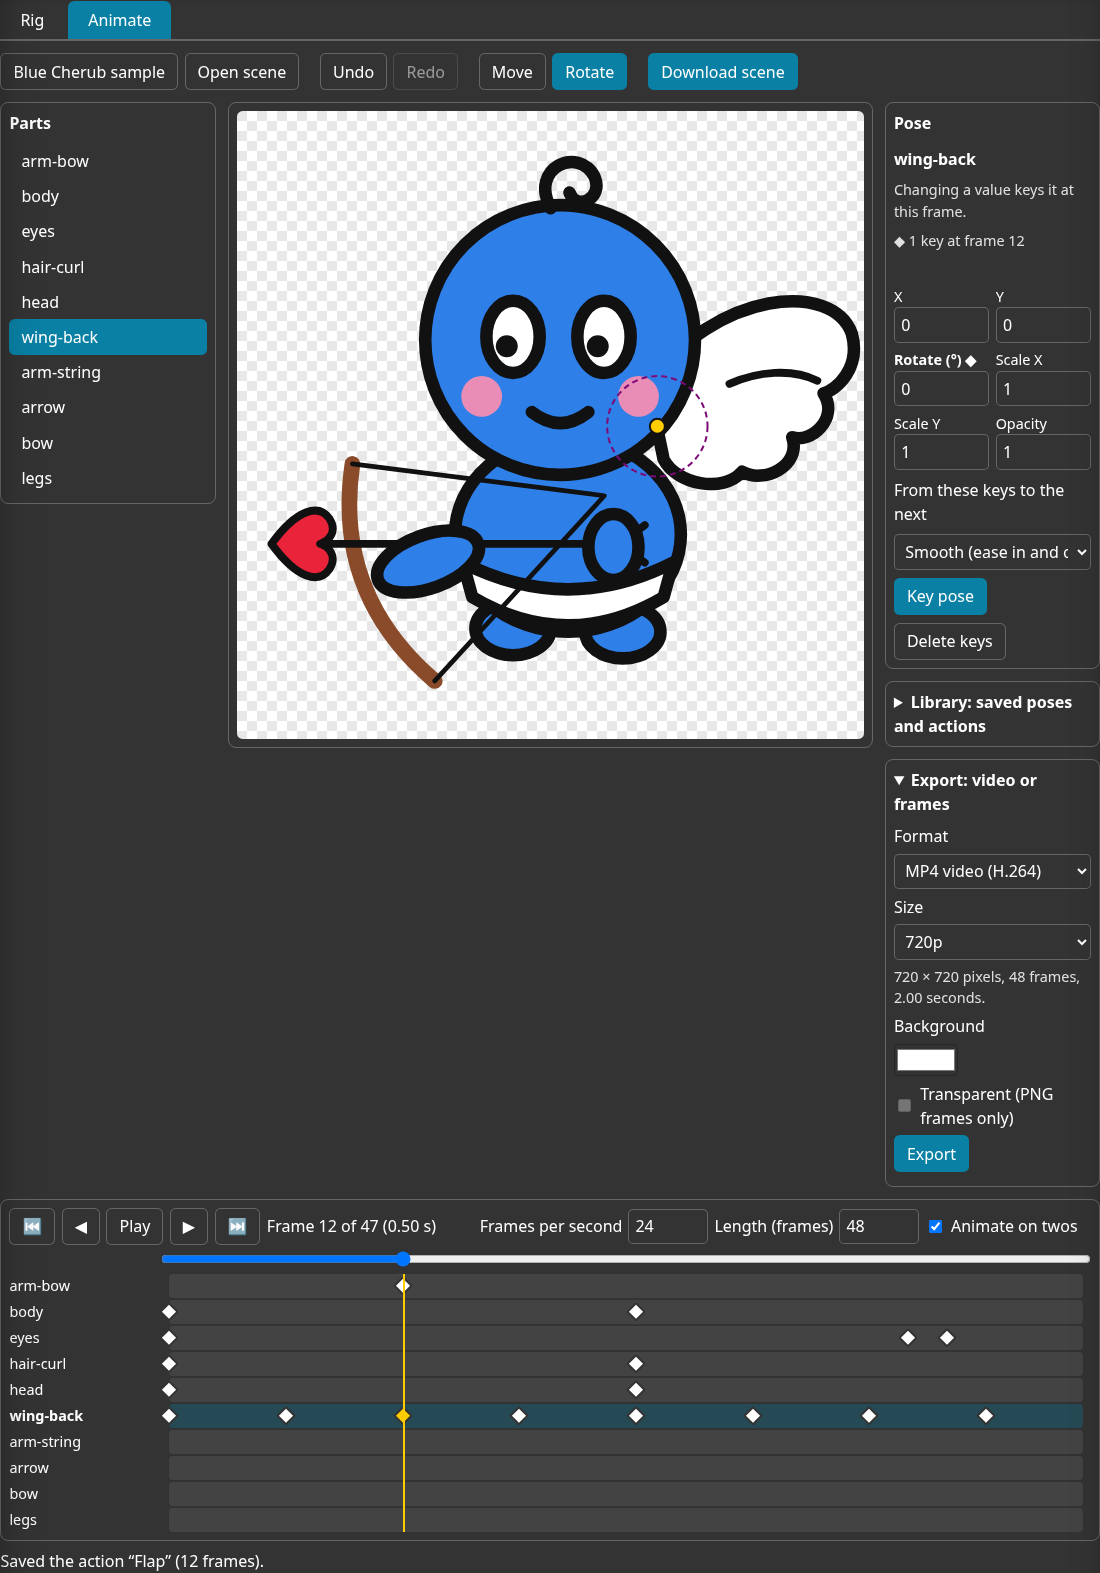 Rig Animate
Blue Cherub sample Open scene Undo Redo Move Rotate Download scene
Parts
arm-bow
body
eyes
hair-curl
head
wing-back
arm-string
arrow
bow
legs
Pose
wing-back
Changing a value keys it at
this frame.
◆ 1 key at frame 12
X Y
0 0
Rotate (°) ◆ Scale X
0 1
Scale Y Opacity
1 1
From these keys to the
next
Smooth (ease in and o
Key pose
Delete keys
▶ Library: saved poses
and actions
▼ Export: video or
frames
Format
MP4 video (H.264)
Size
720p
720 × 720 pixels, 48 frames,
2.00 seconds.
Background
Transparent (PNG
frames only)
Export
Play Frame 12 of 47 (0.50 s) Frames per second 24 Length (frames) 48 Animate on twos
arm-bow
body
eyes
hair-curl
head
wing-back
arm-string
arrow
bow
legs
Saved the action “Flap” (12 frames).